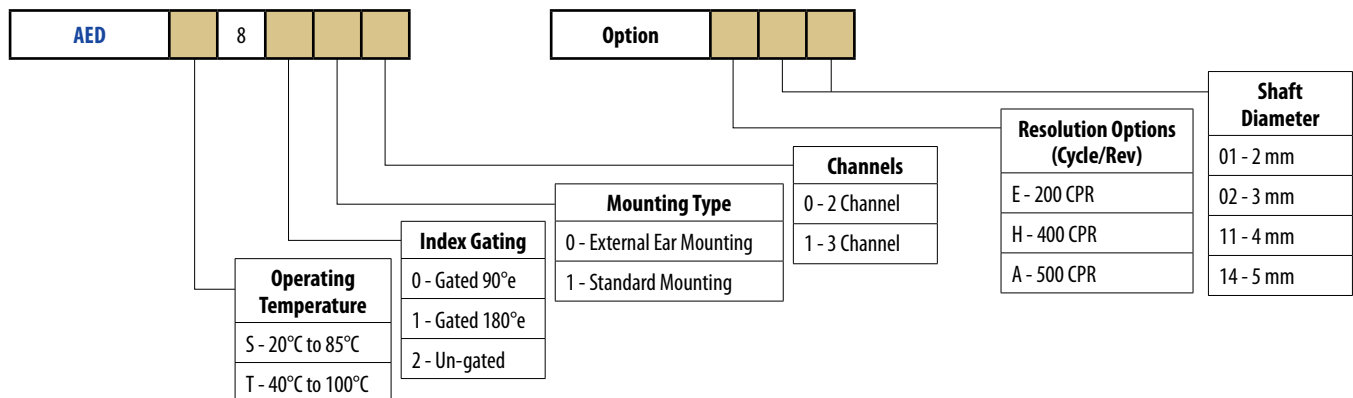 AED 8
Option
Shaft
Diameter
01 - 2 mm
02 - 3 mm
11 - 4 mm
14 - 5 mm
Resolution Options
(Cycle/Rev)
E - 200 CPR
H - 400 CPR
A - 500 CPR
Channels
0 - 2 Channel
1 - 3 Channel
Mounting Type
0 - External Ear Mounting
1 - Standard Mounting
Index Gating
0 - Gated 90°e
1 - Gated 180°e
2 - Un-gated
Operating
Temperature
S - 20°C to 85°C
T - 40°C to 100°C